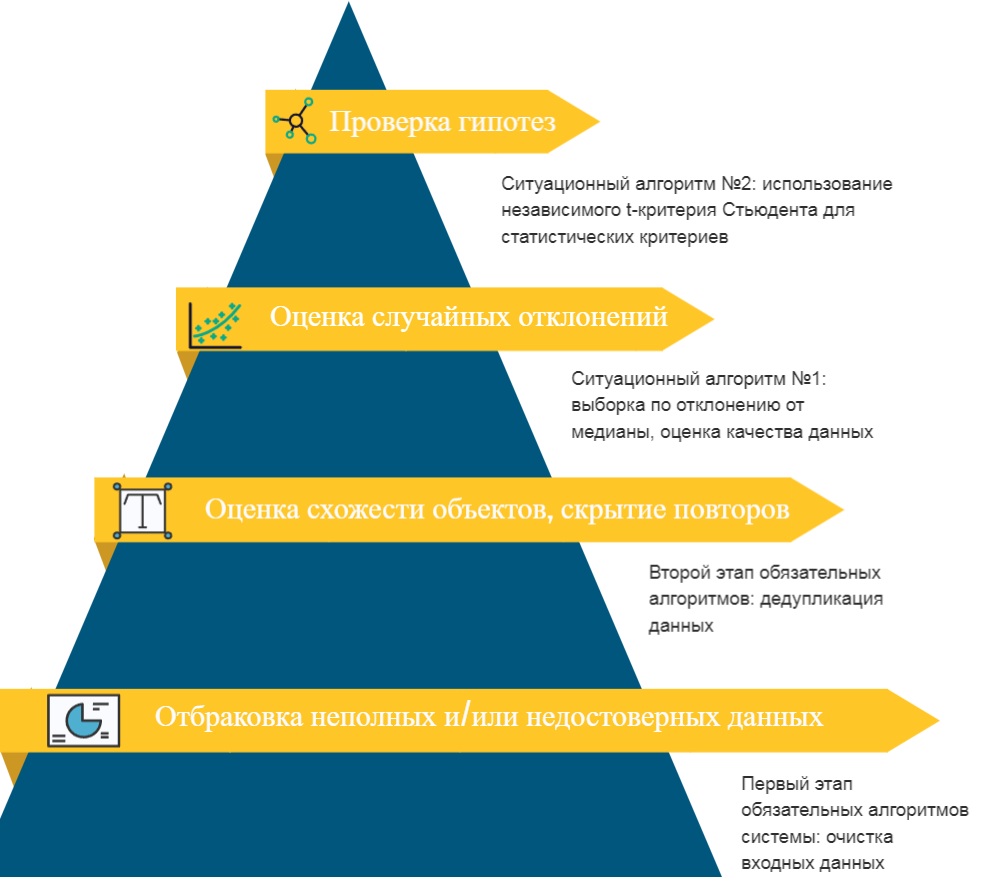 Проверка гипотез
Ситуационный алгоритм №2: использование
независимого t-критерия Стьюдента для
статистических критериев
Оценка случайных отклонений
Ситуационный алгоритм №1:
выборка по отклонению от
медианы, оценка качества данных
Оценка схожести объектов, скрытие повторов
Второй этап обязательных
алгоритмов: дедупликация
данных
Отбраковка неполных и/или недостоверных данных
Первый этап
обязательных алгоритмов
системы: очистка
входных данных